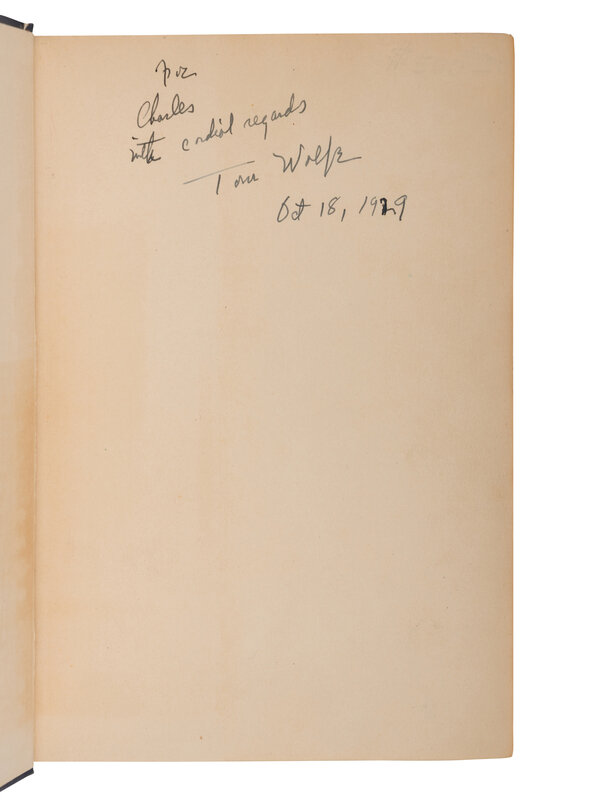 For
Charles
with cordial regards
Tom Wolfe
Oct 18, 1929